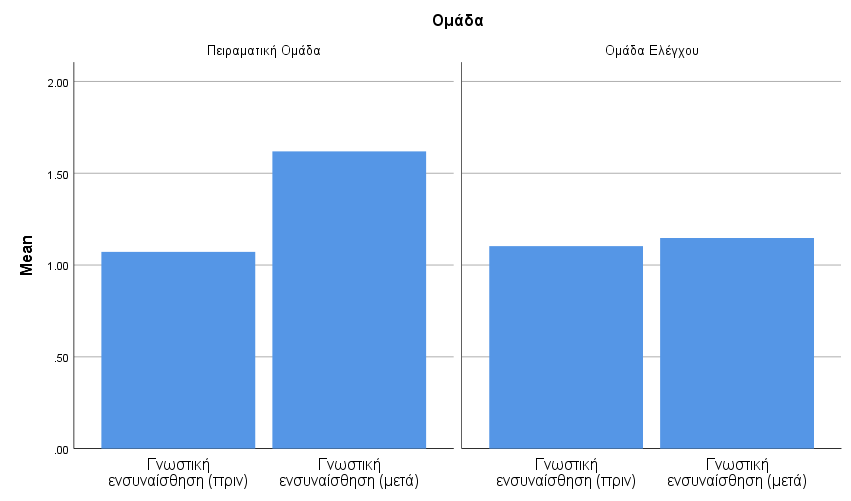 Ομάδα
Πειραματική Ομάδα
Ομάδα Ελέγχου
2.00
1.50
1.00
.50
.00
Mean
Γνωστική
ενσυναίσθηση (πριν)
Γνωστική
ενσυναίσθηση (μετά)
Γνωστική
ενσυναίσθηση (πριν)
Γνωστική
ενσυναίσθηση (μετά)